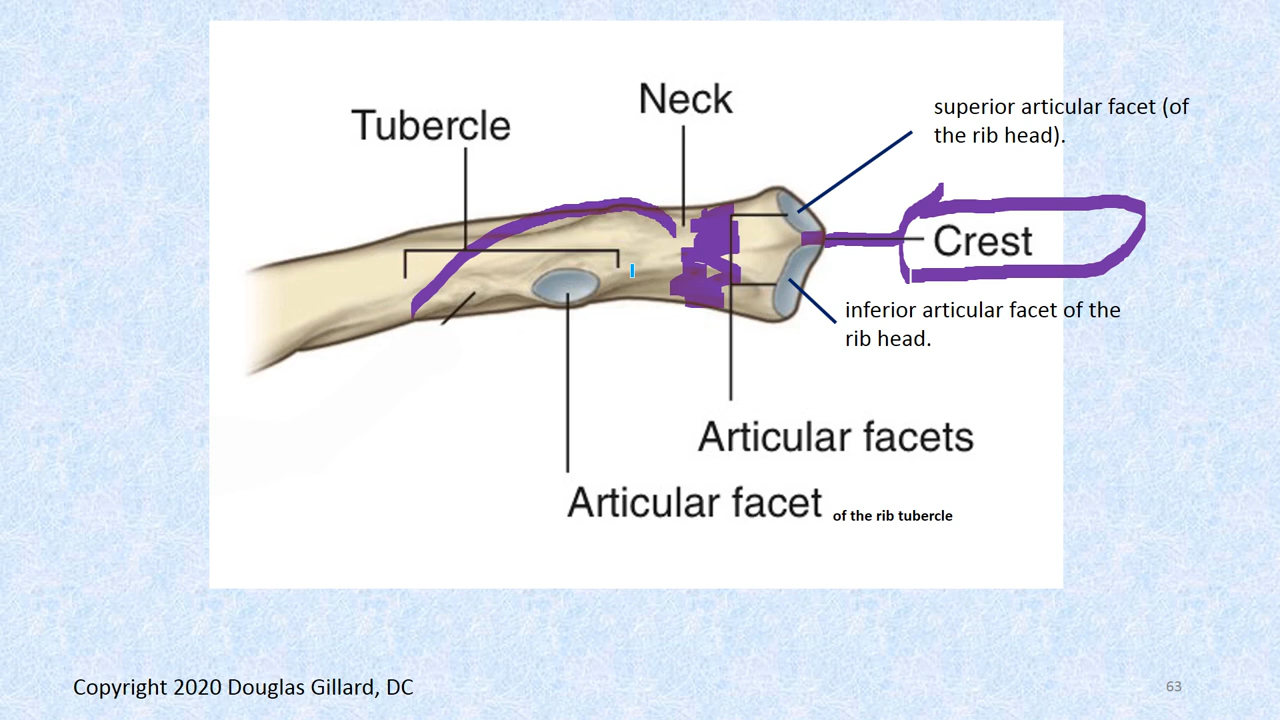 Neck
Tubercle
superior articular facet (of
the rib head).
Crest
inferior articular facet of the
rib head.
Articular facets
Articular facet of the rib tubercle
Copyright 2020 Douglas Gillard, DC
63